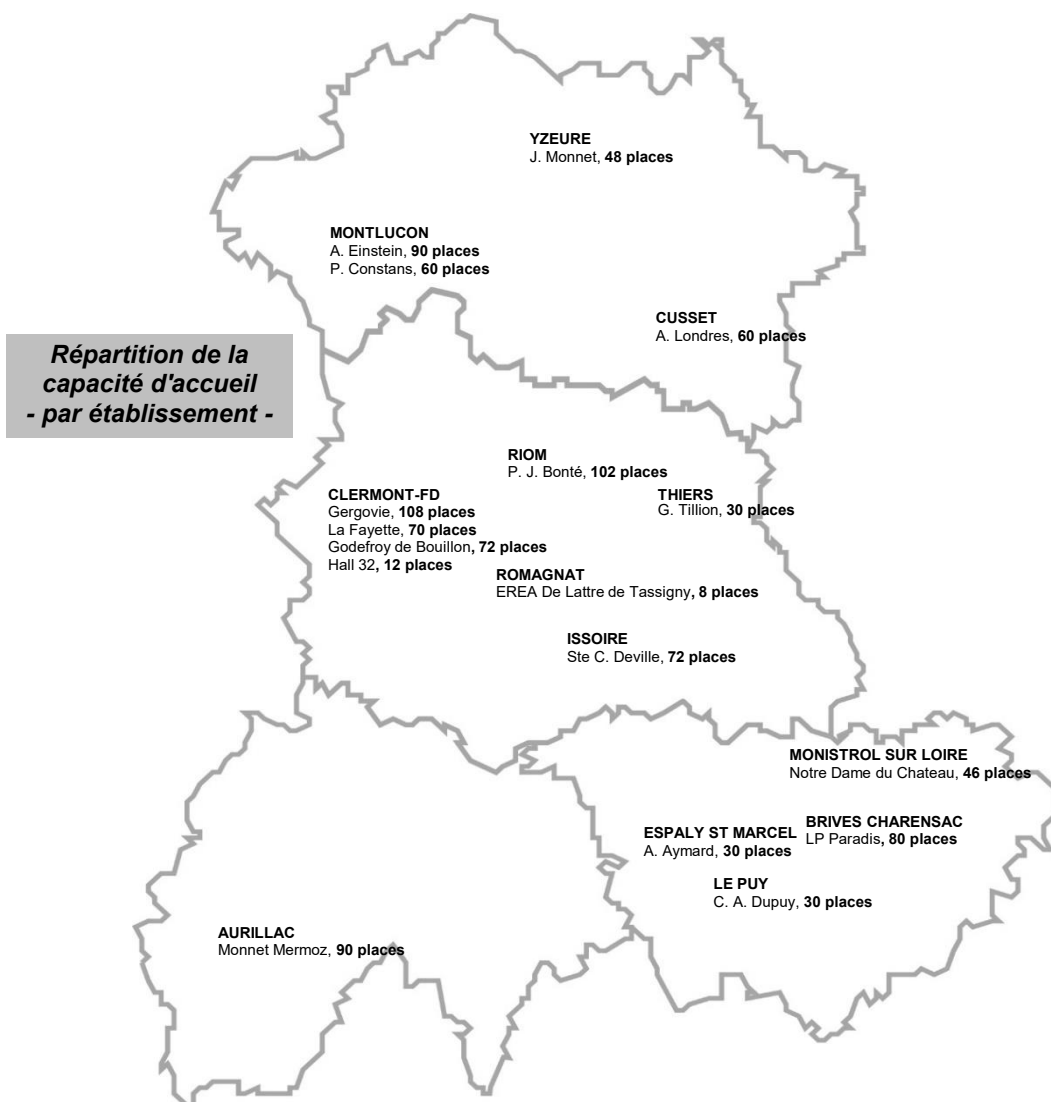 YZEURE
J. Monnet, 48 places
MONTLUCON
A. Einstein, 90 places
P. Constans, 60 places
CUSSET
A. Londres, 60 places
Répartition de la
capacité d'accueil
- par établissement -
RIOM
P. J. Bonté, 102 places
CLERMONT-FD
Gergovie, 108 places
La Fayette, 70 places
Godefroy de Bouillon, 72 places
Hall 32, 12 places
THIERS
G. Tillion, 30 places
ROMAGNAT
EREA De Lattre de Tassigny, 8 places
ISSOIRE
Ste C. Deville, 72 places
MONISTROL SUR LOIRE
Notre Dame du Chateau, 46 places
BRIVES CHARENSAC
LP Paradis, 80 places
ESPALY ST MARCEL
A. Aymard, 30 places
LE PUY
C. A. Dupuy, 30 places
AURILLAC
Monnet Mermoz, 90 places